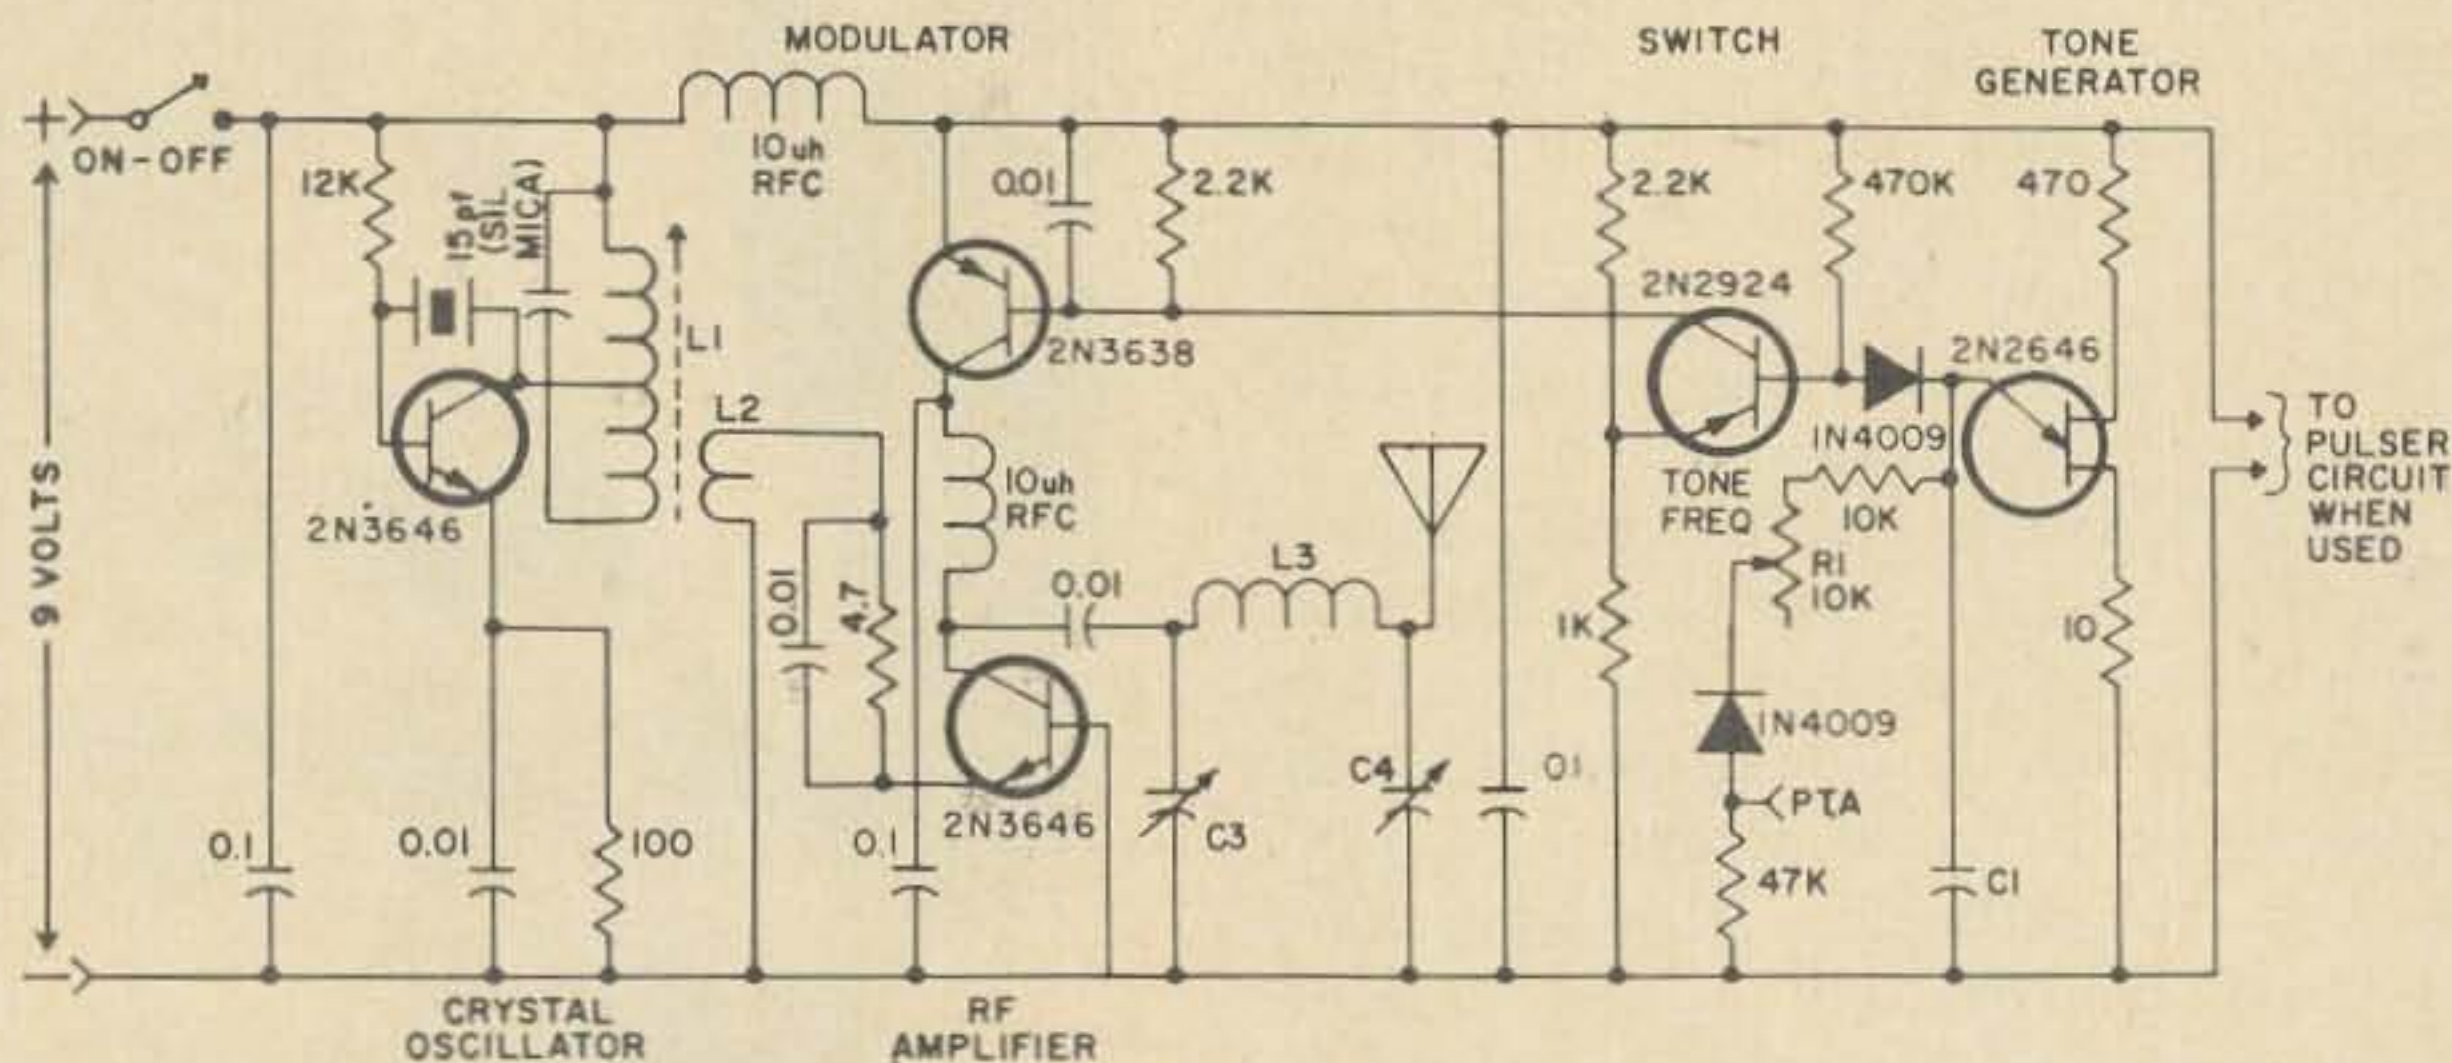 MODULATOR
SWITCH
TONE
GENERATOR
+
ON-OFF
12K
15pf
(SIL
MICA)
10uh
RFC
0.01
2.2K
2.2K
470K
470
2N2924
L1
2N3638
2N2646
9 VOLTS
L2
1N4009
TO
PULSER
CIRCUIT
WHEN
USED
2N3646
10uh
RFC
TONE
FREQ
10K
R1
10K
L3
0.01
0.01
4.7
1K
10
1N4009
C4
0.1
PT.A
2N3646
C3
0.1
0.01
100
0.1
47K
C1
−
CRYSTAL
OSCILLATOR
RF
AMPLIFIER